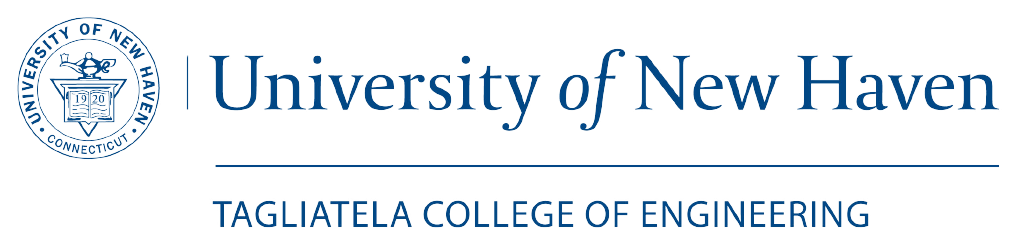 UNIVERSITY OF NEW HAVEN
1920
CONNECTICUT
University of New Haven
TAGLIATELA COLLEGE OF ENGINEERING